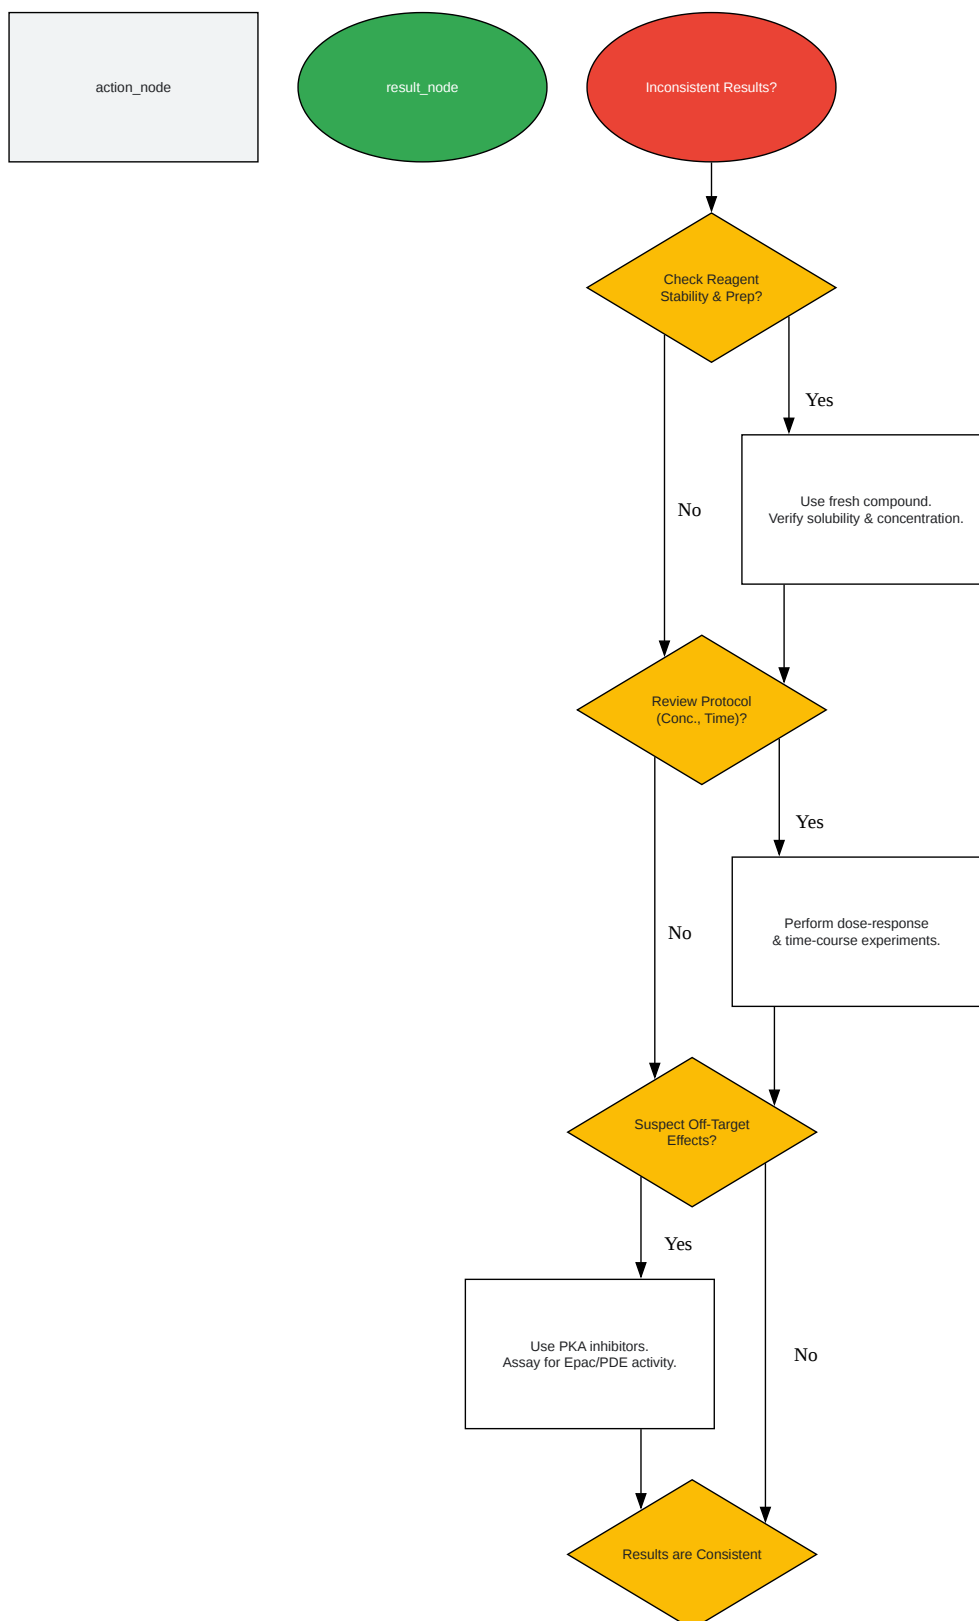 action_node
result_node
Inconsistent Results?
Check Reagent
Stability & Prep?
Yes
Use fresh compound.
Verify solubility & concentration.
No
Review Protocol
(Conc., Time)?
Yes
Perform dose-response
& time-course experiments.
No
Suspect Off-Target
Effects?
Yes
Use PKA inhibitors.
Assay for Epac/PDE activity.
No
Results are Consistent